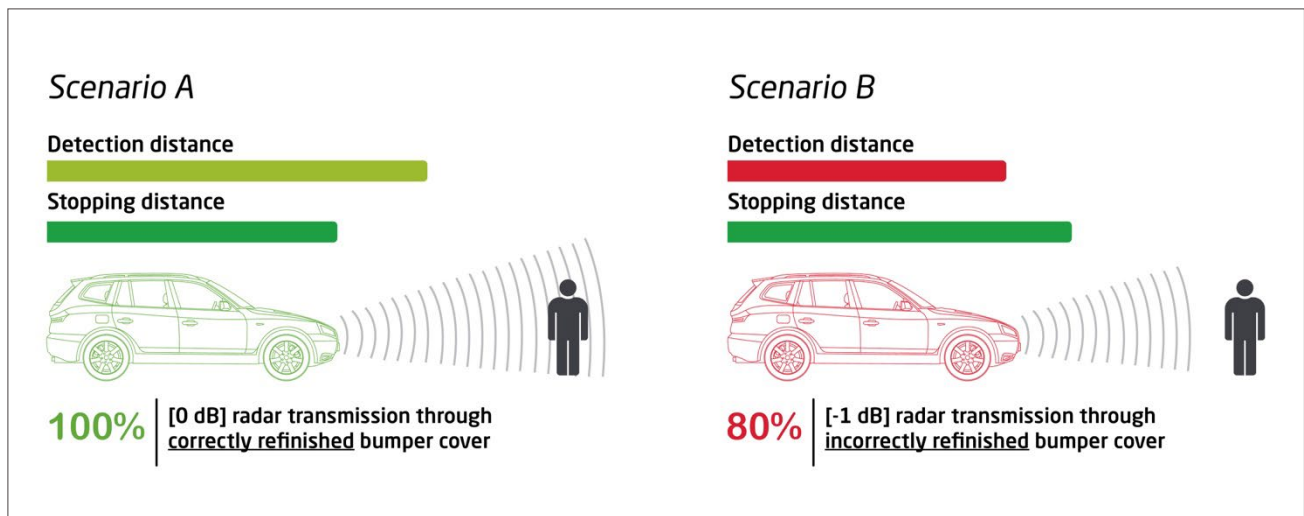 Scenario A
Detection distance
Stopping distance
100%
[0 dB] radar transmission through
correctly refinished bumper cover
Scenario B
Detection distance
Stopping distance
80%
[-1 dB] radar transmission through
incorrectly refinished bumper cover